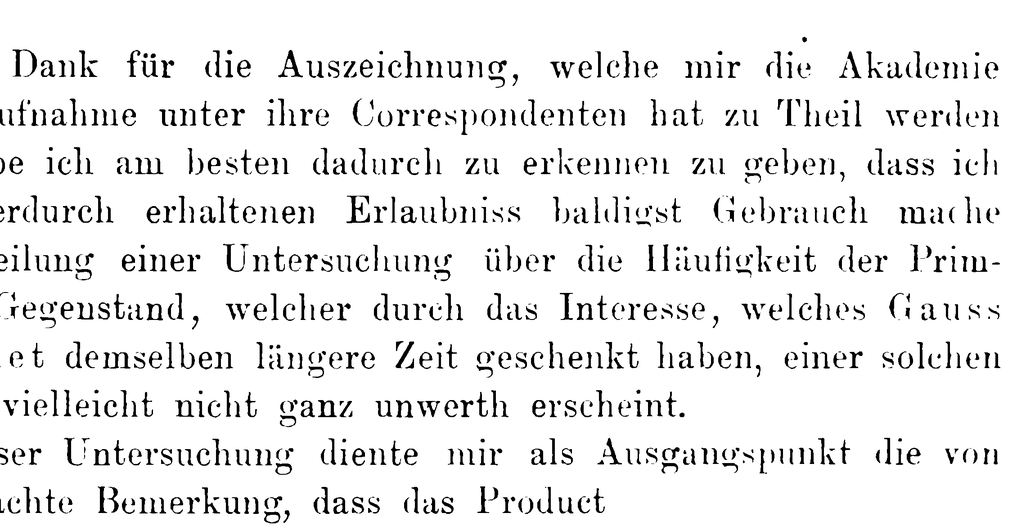 Dank für die Auszeichnung, welche mir die Akademie
ufnahme unter ihre Correspondenten hat zu Theil werden
be ich am besten dadurch zu erkennen zu geben, dass ich
erdurch erhaltenen Erlaubniss baldigst Gebrauch mache
eilung einer Untersuchung über die Häufigkeit der Prim-
Gegenstand, welcher durch das Interesse, welches Gauss
let demselben längere Zeit geschenkt haben, einer solchen
vielleicht nicht ganz unwerth erscheint.
ser Untersuchung diente mir als Ausgangspunkt die von
achte Bemerkung, dass das Product